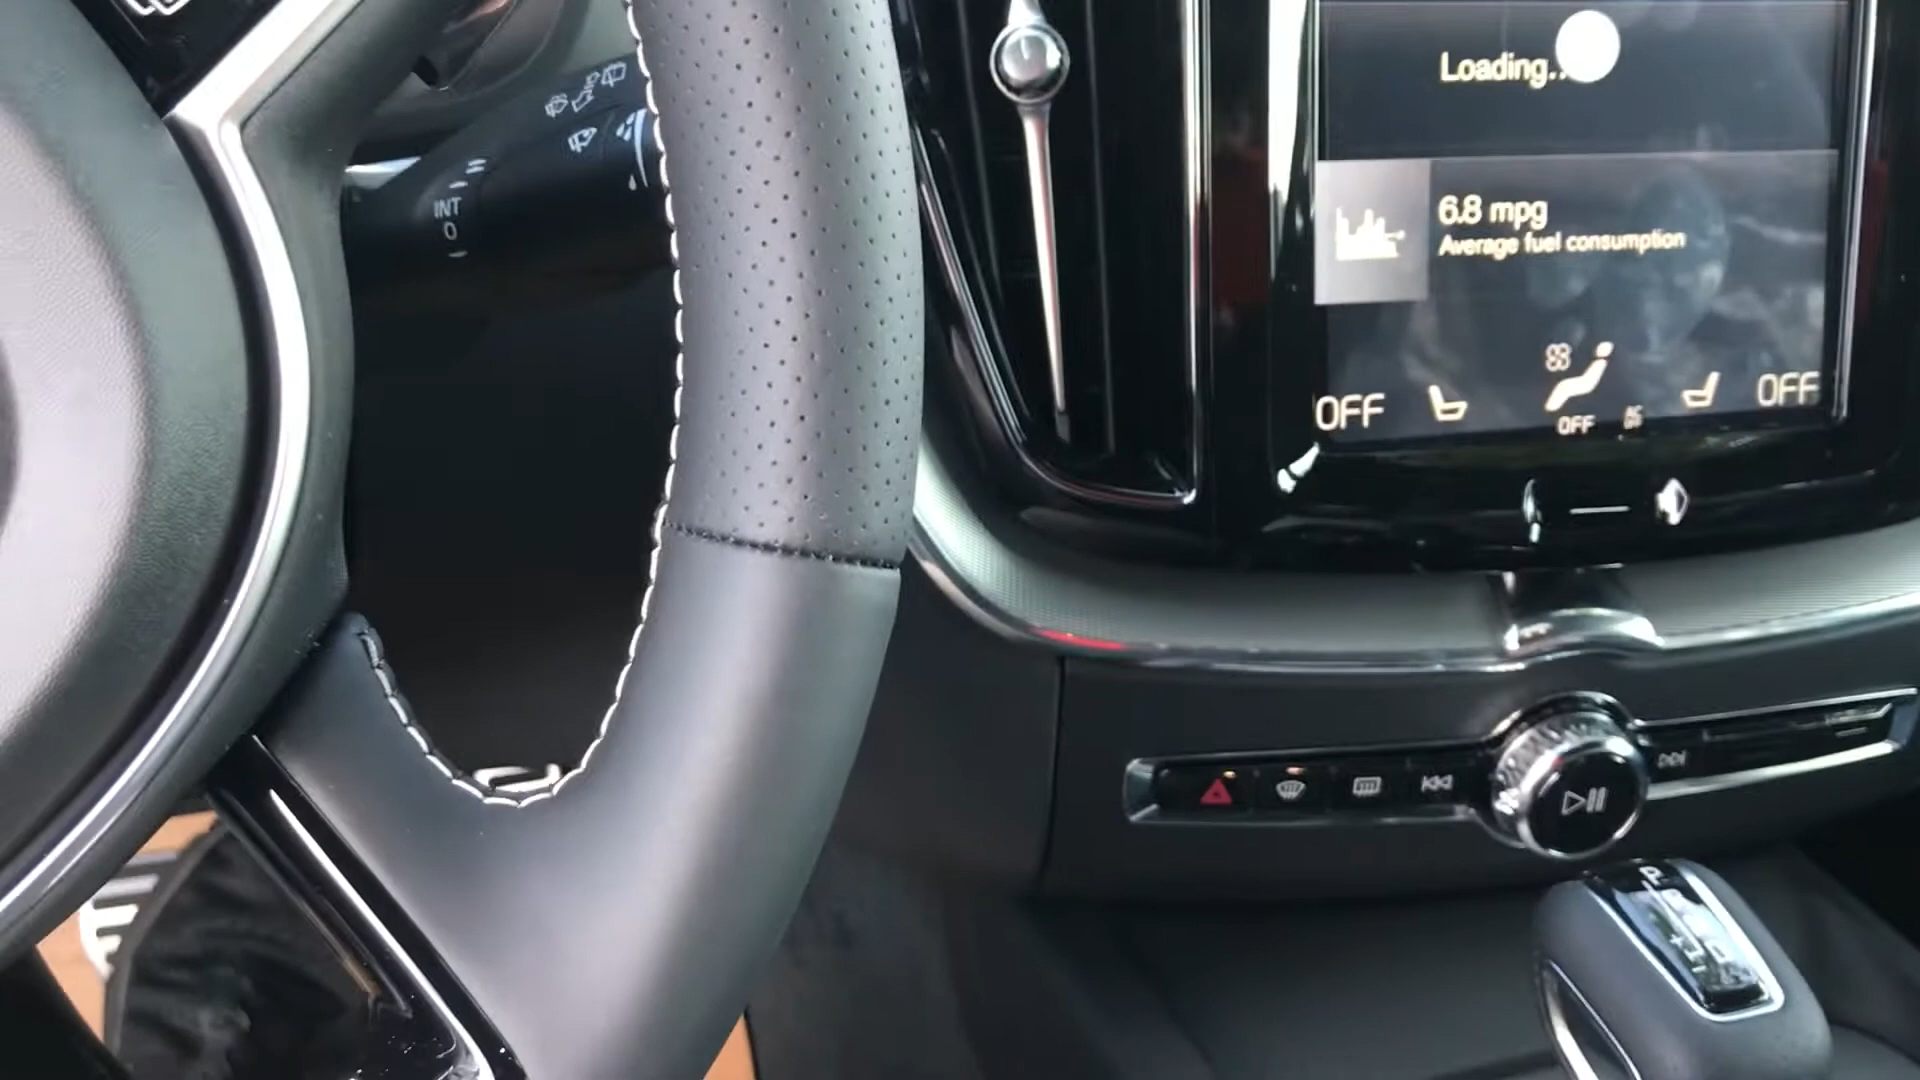 Loading..
6.8 mpg
Average fuel consumption
INT
0
OFF
OFF
OFF
P